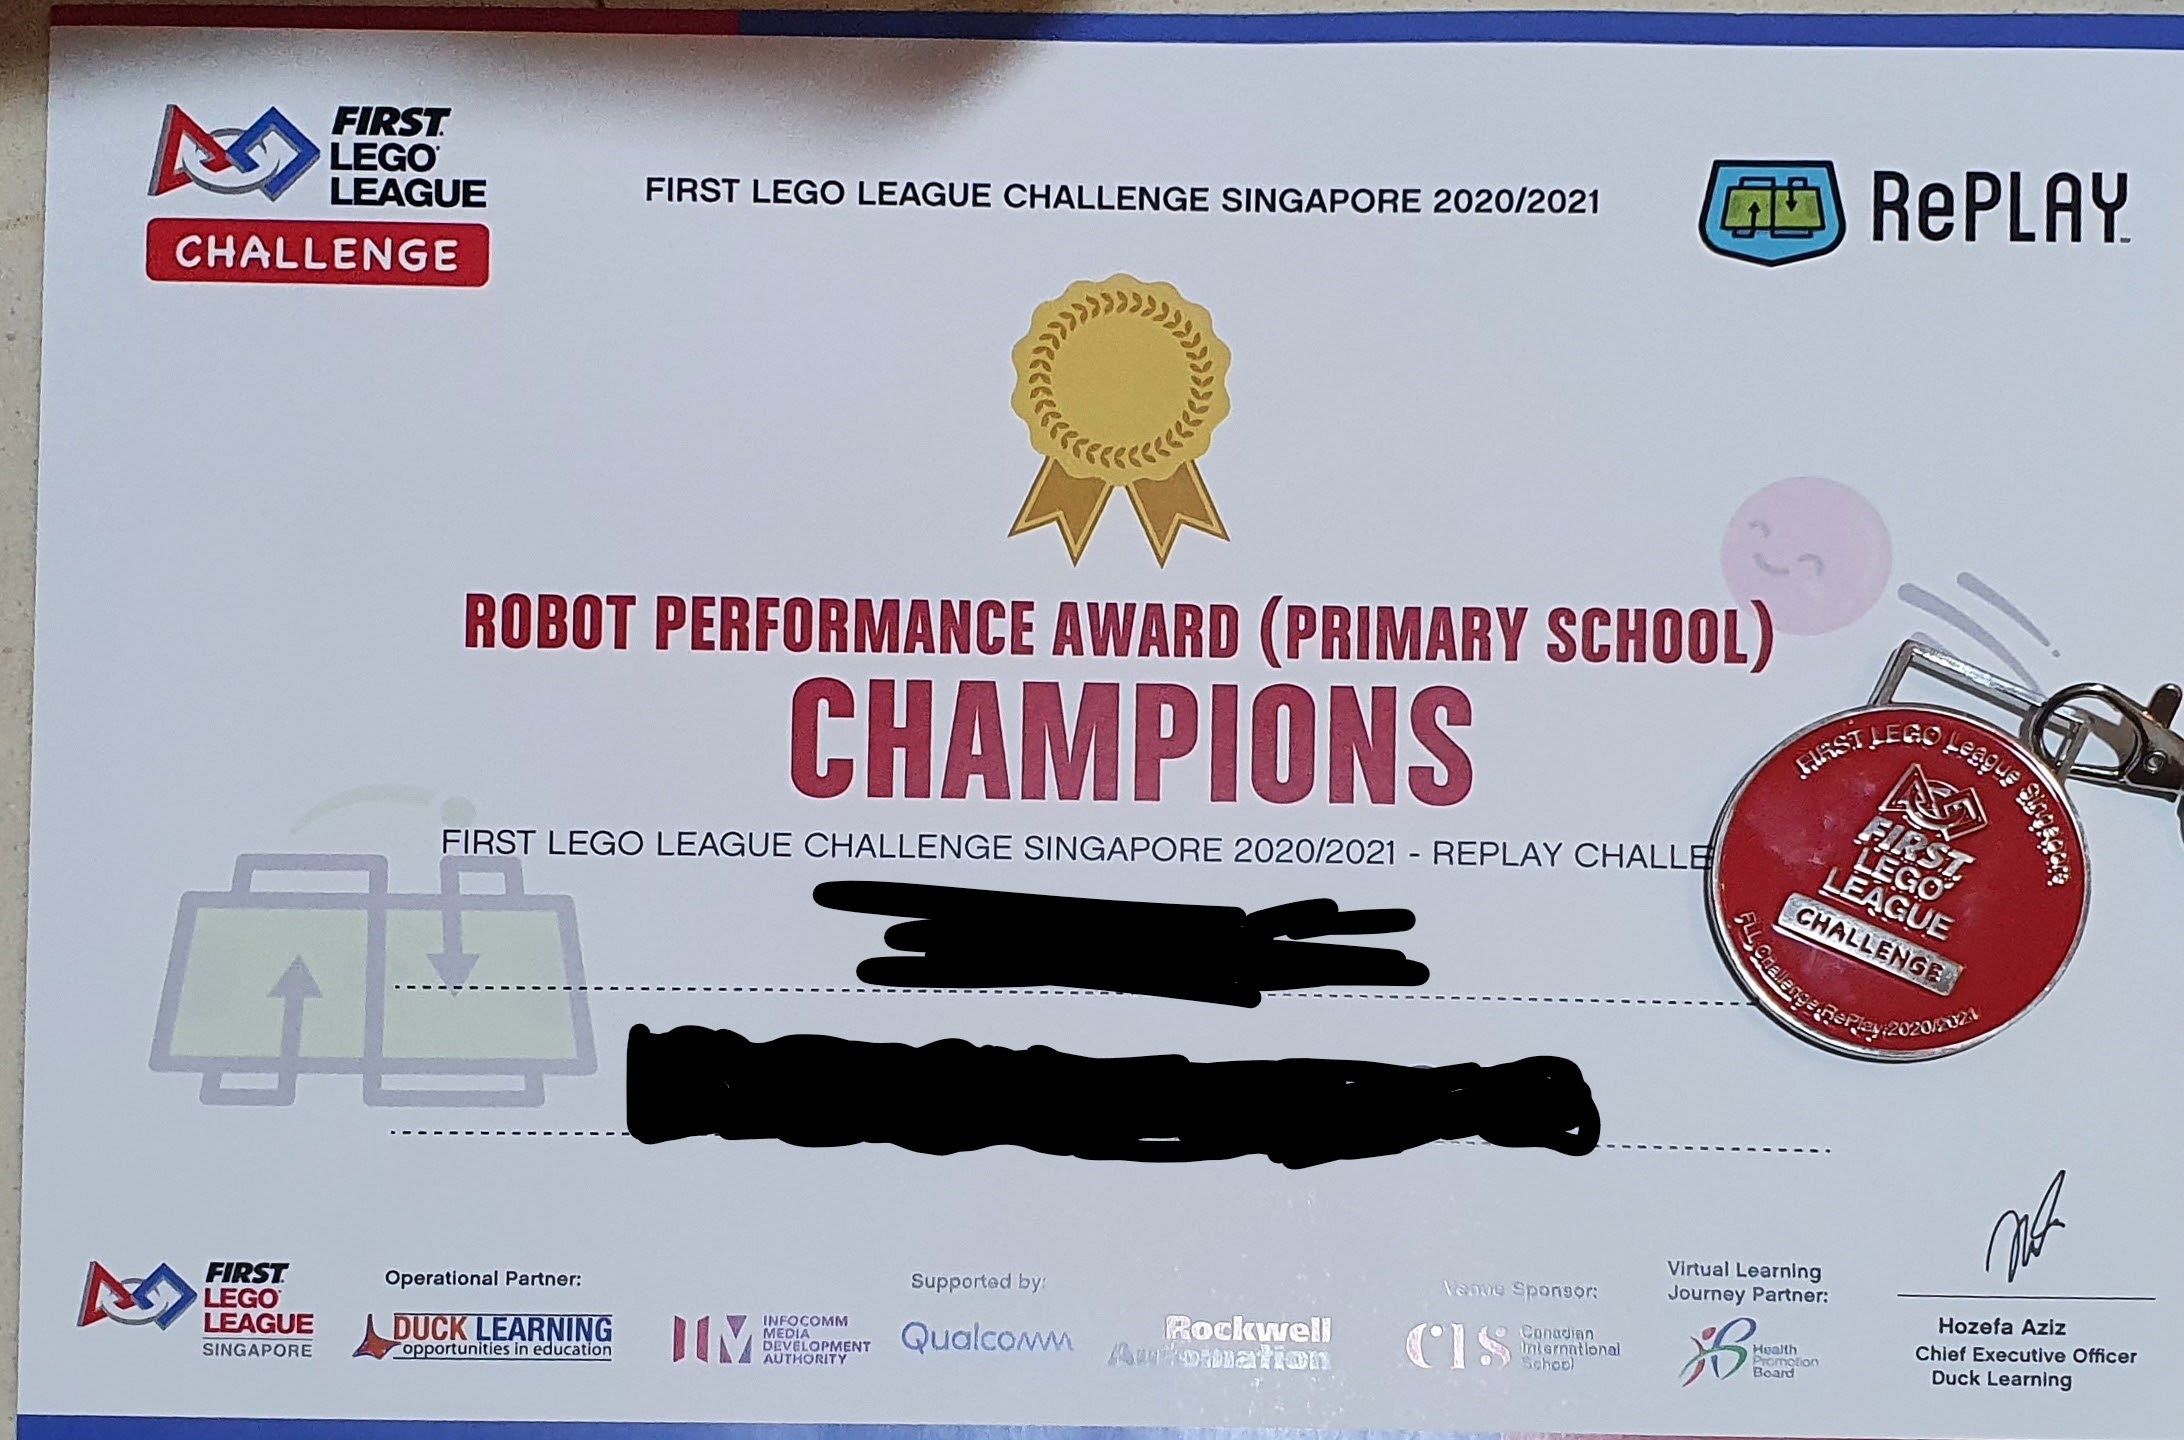 FIRST
LEGO
LEAGUE
CHALLENGE
FIRST LEGO LEAGUE CHALLENGE SINGAPORE 2020/2021
RePLAY
ROBOT PERFORMANCE AWARD (PRIMARY SCHOOL)
CHAMPIONS
FIRST LEGO LEAGUE CHALLENGE SINGAPORE 2020/2021 - REPLAY CHALLE
FIRST LEGO League Singapore
FIRST
LEGO
LEAGUE
CHALLENGE
FLL Challenge:RePlay:2020/2021
FIRST
LEGO
LEAGUE
SINGAPORE
Operational Partner:
DUCK LEARNING
opportunities in education
Supported by:
INFOCOMM
MEDIA
DEVELOPMENT
AUTHORITY
Qualcomm
Rockwell
Automation
Venue Sponsor:
CIS
Canadian
International
School
Virtual Learning
Journey Partner:
Health
Promotion
Board
Hozefa Aziz
Chief Executive Officer
Duck Learning